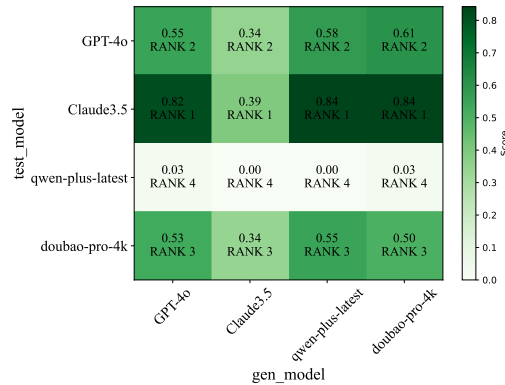 test_model
GPT-4o
0.55 0.34 0.58 0.61
RANK 2 RANK 2 RANK 2 RANK 2
Claude3.5
0.82 0.39 0.84 0.84
RANK 1 RANK 1 RANK 1 RANK 1
qwen-plus-latest
0.03 0.00 0.00 0.03
RANK 4 RANK 4 RANK 4 RANK 4
doubao-pro-4k
0.53 0.34 0.55 0.50
RANK 3 RANK 3 RANK 3 RANK 3
GPT-4o
Claude3.5
qwen-plus-latest
doubao-pro-4k
gen_model
0.8
0.7
0.6
0.5
0.4
0.3
0.2
0.1
0.0
Score